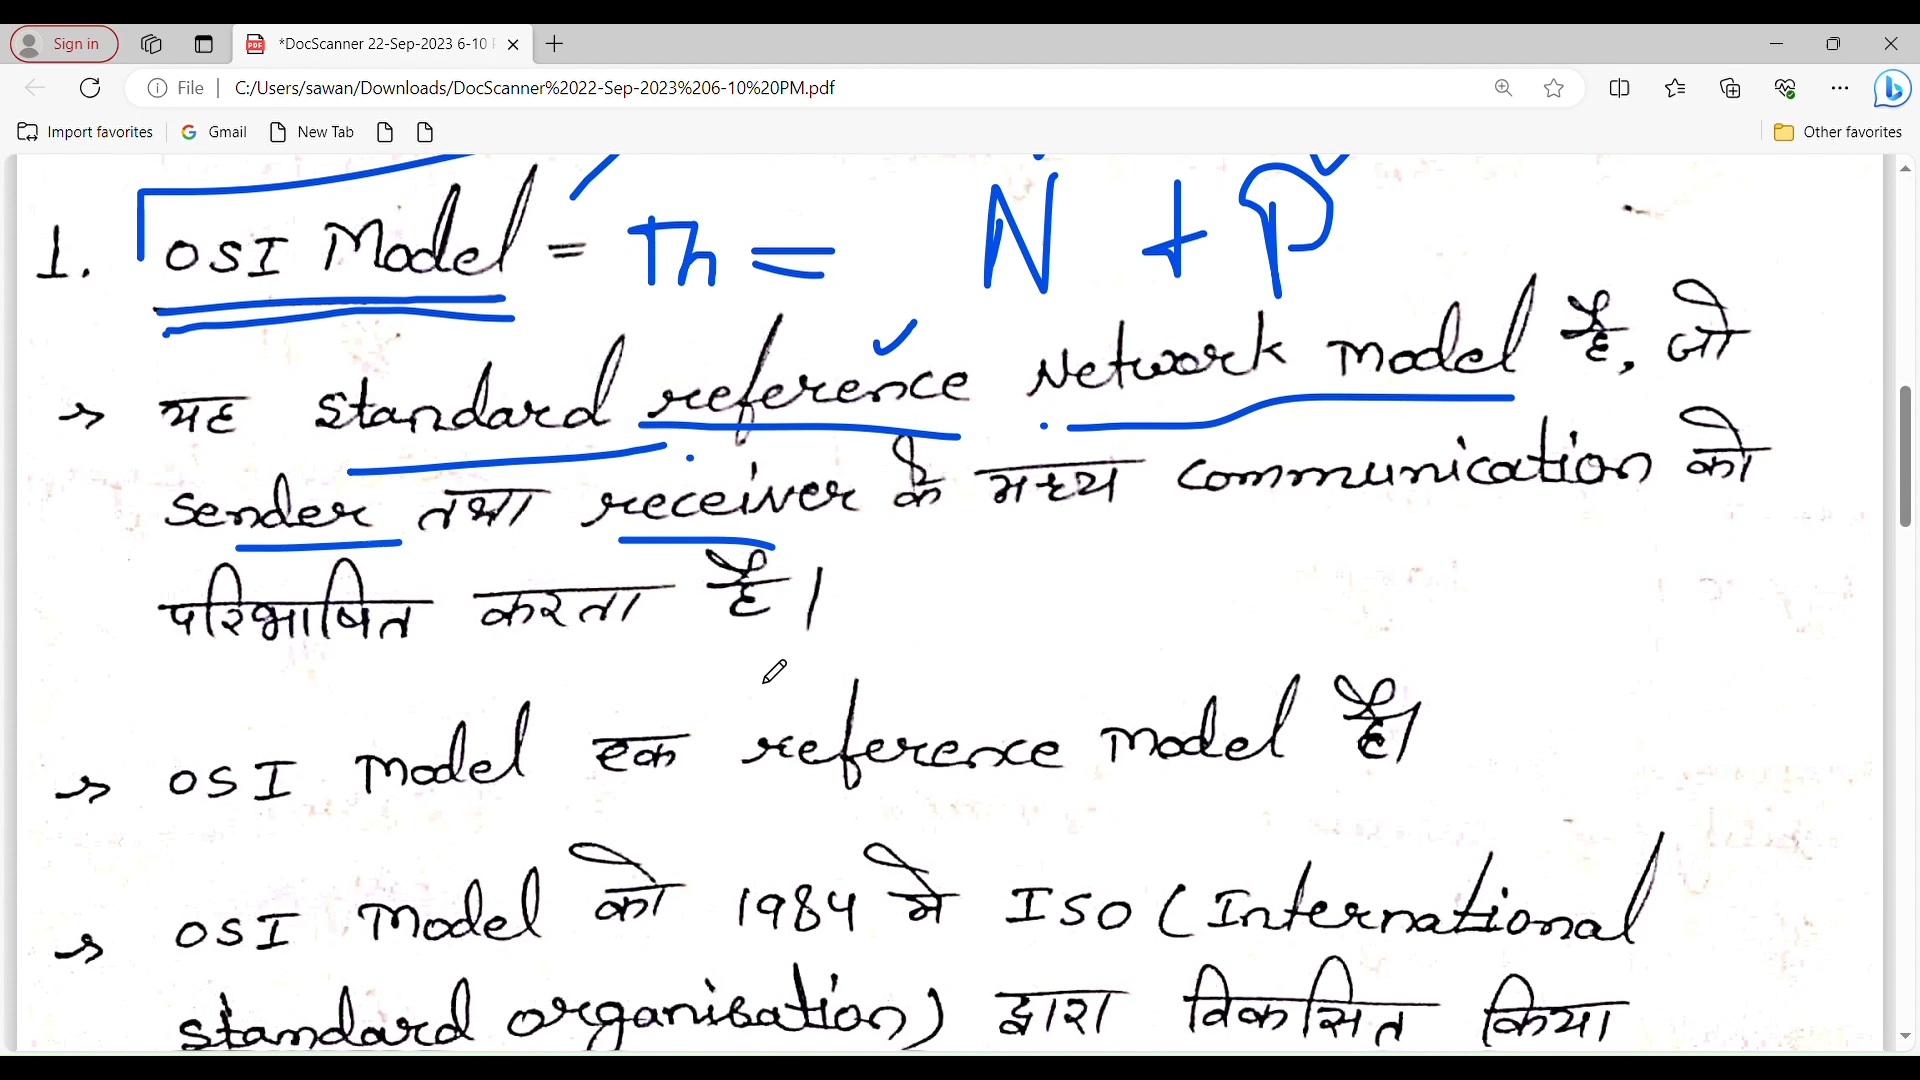 Sign in
*DocScanner 22-Sep-2023 6-10
File
C:/Users/sawan/Downloads/DocScanner%2022-Sep-2023%206-10%20PM.pdf
Import favorites
Gmail
New Tab
Other favorites
1. OSI Model = Th = N + P
→ यह standard reference Network model है, जो
sender तथा receiver के मध्य communication को
परिभाषित करता है।
→ OSI model एक reference model है।
→ OSI model को 1984 मे ISO (International
standard organisation) द्वारा विकसित किया